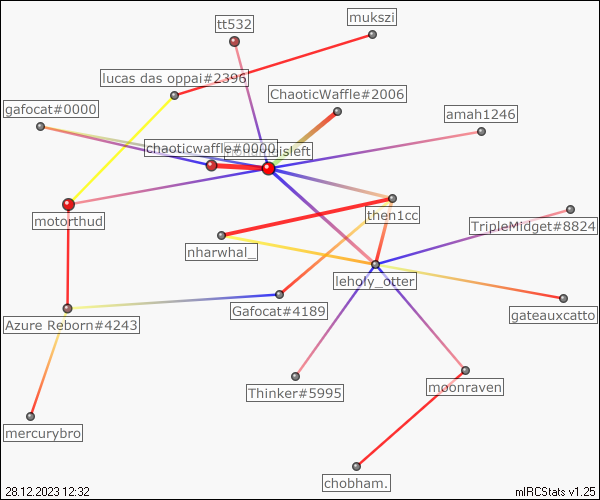 mukszi
tt532
lucas das oppai#2396
ChaoticWaffle#2006
gafocat#0000
amah1246
chaoticwaffle#0000
isleft
motorthud
then1cc
TripleMidget#8824
nharwhal_
leholy_otter
Gafocat#4189
gateauxcatto
Azure Reborn#4243
Thinker#5995
moonraven
mercurybro
chobham.
28.12.2023 12:32
mIRCStats v1.25